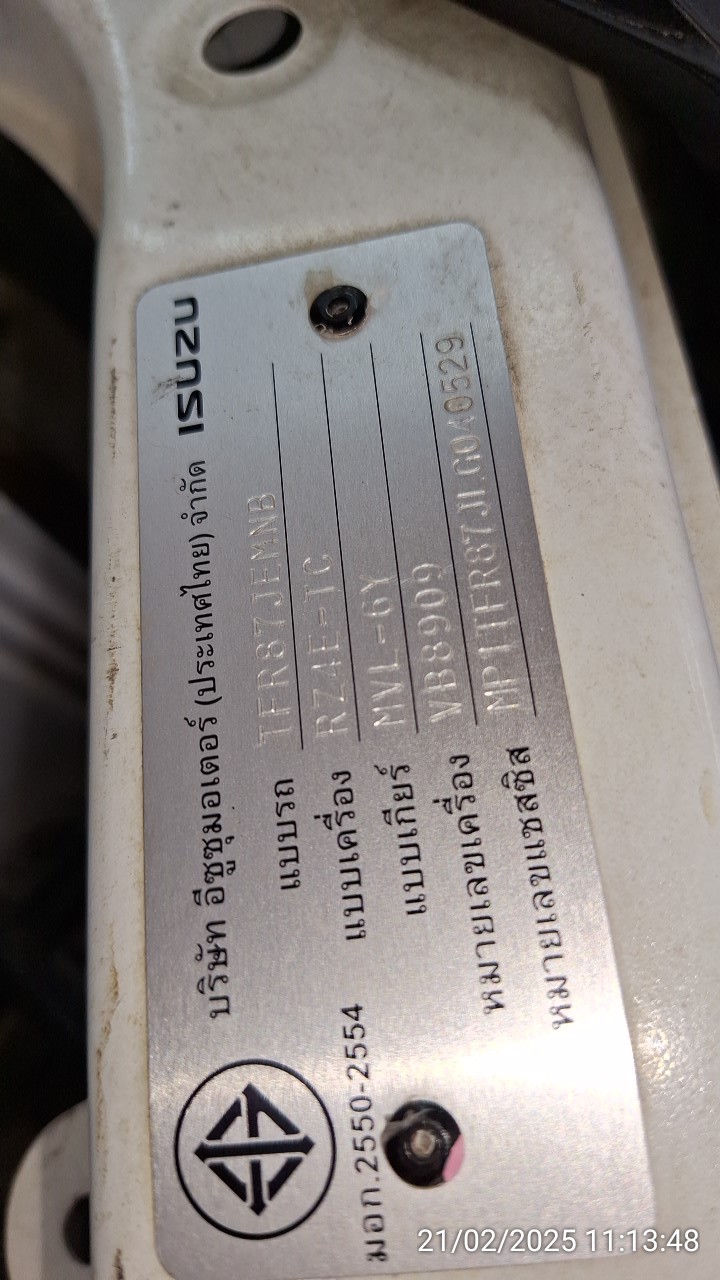 บริษัท อีซูซุมอเตอร์ (ประเทศไทย) จำกัด ISUZU
แบบรถ TFR87JEMNB
แบบเครื่อง RZ4E-TC
แบบเกียร์ MVL-6Y
หมายเลขเครื่อง VB8909
หมายเลขแชสซิส MP1TFR87JLG040529
มอก.2550-2554
21/02/2025 11:13:48